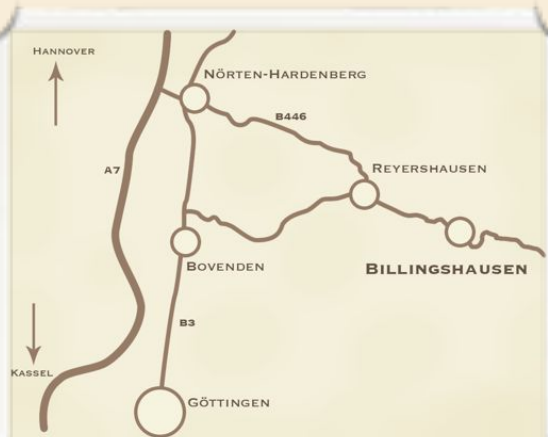 HANNOVER
NÖRTEN-HARDENBERG
B446
A7
REYERSHAUSEN
BOVENDEN
BILLINGSHAUSEN
B3
KASSEL
GÖTTINGEN